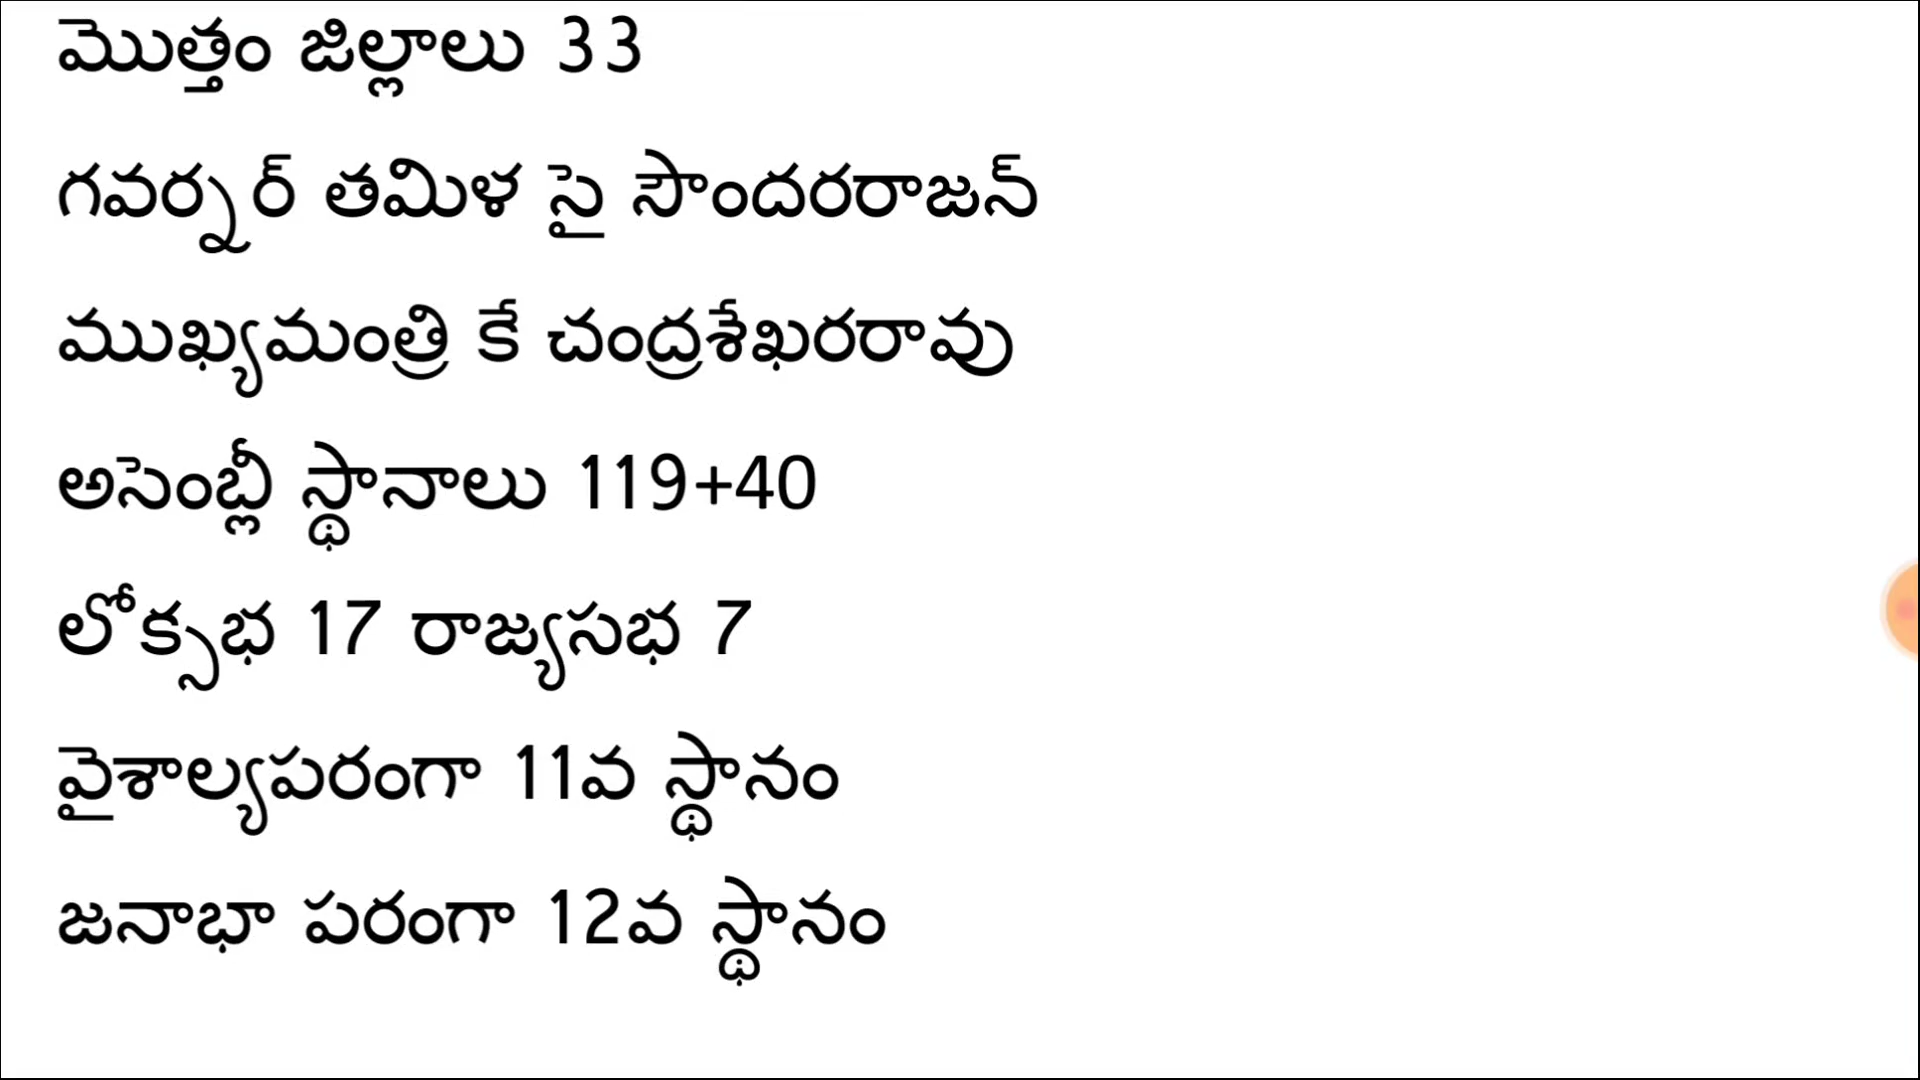 మొత్తం జిల్లాలు 33
గవర్నర్ తమిళ సై సౌందరరాజన్
ముఖ్యమంత్రి కే చంద్రశేఖరరావు
అసెంబ్లీ స్థానాలు 119+40
లోక్సభ 17 రాజ్యసభ 7
వైశాల్యపరంగా 11వ స్థానం
జనాభా పరంగా 12వ స్థానం